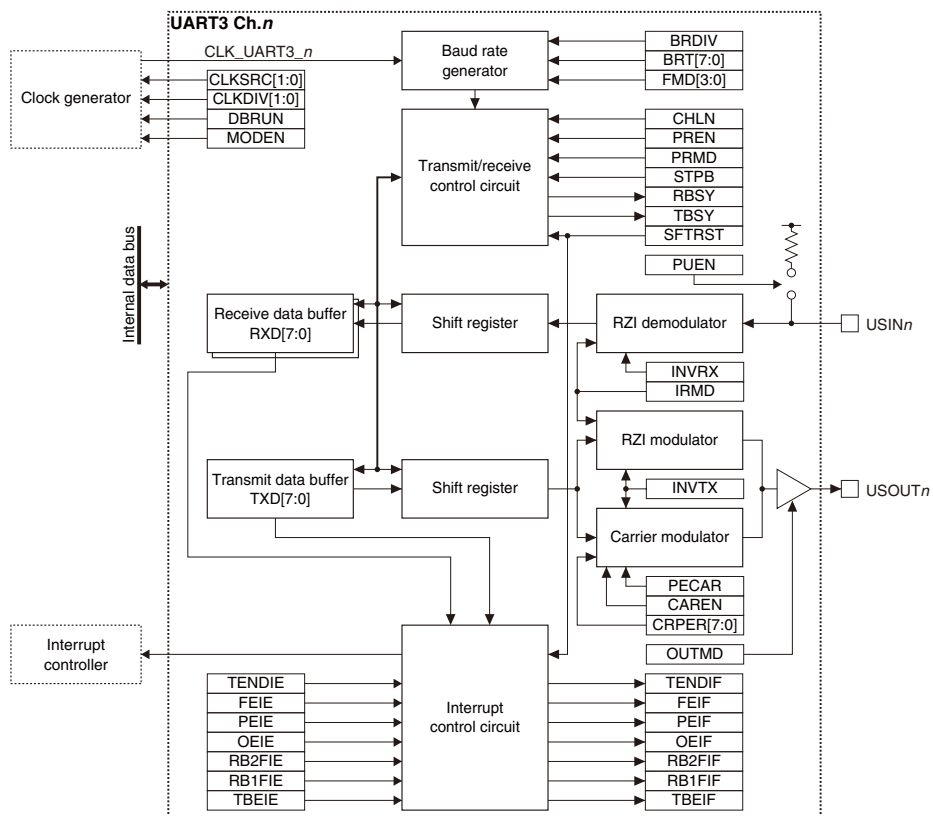 UART3 Ch.n
CLK_UART3_n
Clock generator
CLKSRC[1:0]
CLKDIV[1:0]
DBRUN
MODEN
Baud rate
generator
BRDIV
BRT[7:0]
FMD[3:0]
Transmit/receive
control circuit
CHLN
PREN
PRMD
STPB
RBSY
TBSY
SFTRST
PUEN
Internal data bus
Receive data buffer
RXD[7:0]
Shift register
RZI demodulator
USINn
INVRX
IRMD
RZI modulator
Transmit data buffer
TXD[7:0]
Shift register
INVTX
USOUTn
Carrier modulator
PECAR
CAREN
CRPER[7:0]
OUTMD
Interrupt
controller
Interrupt
control circuit
TENDIE
FEIE
PEIE
OEIE
RB2FIE
RB1FIE
TBEIE
TENDIF
FEIF
PEIF
OEIF
RB2FIF
RB1FIF
TBEIF